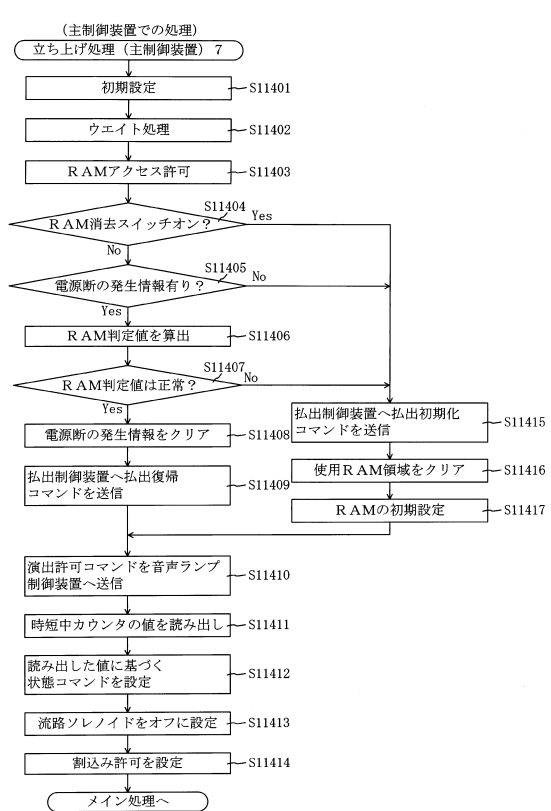 (主制御装置での処理)
立ち上げ処理(主制御装置)7
初期設定
S11401
ウエイト処理
S11402
RAMアクセス許可
S11403
S11404
RAM消去スイッチオン?
Yes
No
S11405
電源断の発生情報有り?
No
Yes
RAM判定値を算出
S11406
S11407
RAM判定値は正常?
No
Yes
電源断の発生情報をクリア
S11408
払出制御装置へ払出復帰
コマンドを送信
S11409
払出制御装置へ払出初期化
コマンドを送信
S11415
使用RAM領域をクリア
S11416
RAMの初期設定
S11417
演出許可コマンドを音声ランプ
制御装置へ送信
S11410
時短中カウンタの値を読み出し
S11411
読み出した値に基づく
状態コマンドを設定
S11412
流路ソレノイドをオフに設定
S11413
割込み許可を設定
S11414
メイン処理へ